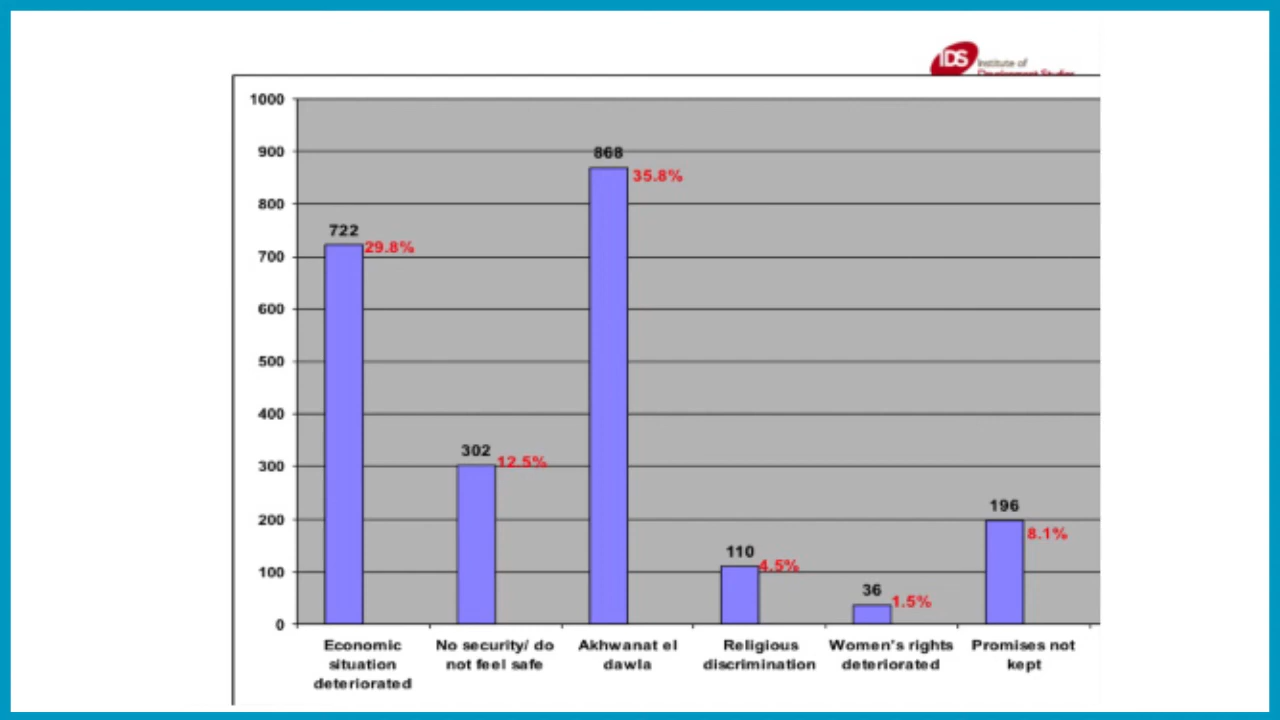 IDS
Institute of
Development Studies
1000
900
800
700
600
500
400
300
200
100
0
722
29.8%
302
12.5%
868
35.8%
110
4.5%
36
1.5%
196
8.1%
Economic
situation
deteriorated
No security/ do
not feel safe
Akhwanat el
dawla
Religious
discrimination
Women's rights
deteriorated
Promises not
kept